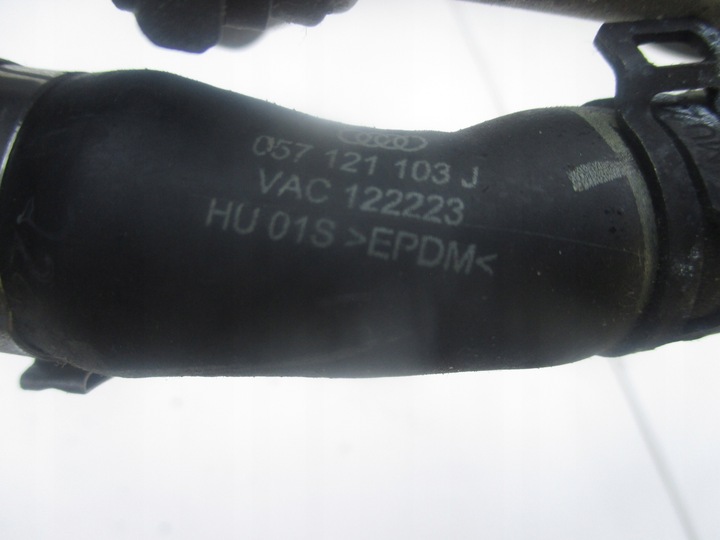 057 121 103 J
VAC 122223
HU 01S >EPDM<